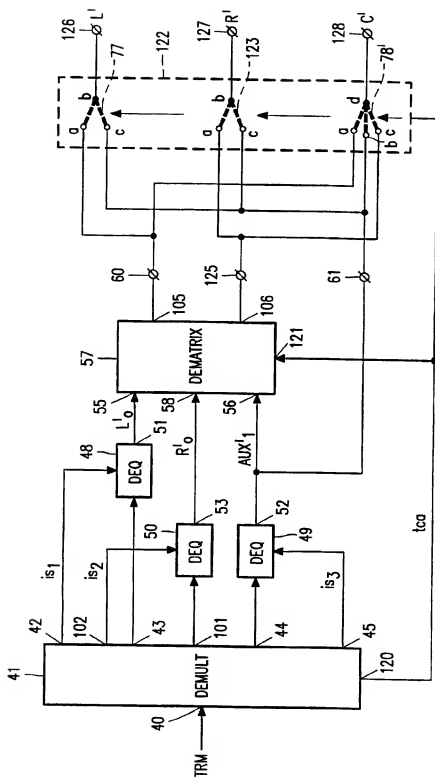 TRM
40
41
DEMULT
42
102
43
101
44
45
120
is1
is2
is3
48
DEQ
51
50
DEQ
53
52
DEQ
49
L'o
R'o
AUX'1
55
58
56
57
DEMATRIX
105
106
121
60
125
61
tca
a
b
c
77
a
b
c
123
a
b
c
d
78'
122
126
L'
127
R'
128
C'